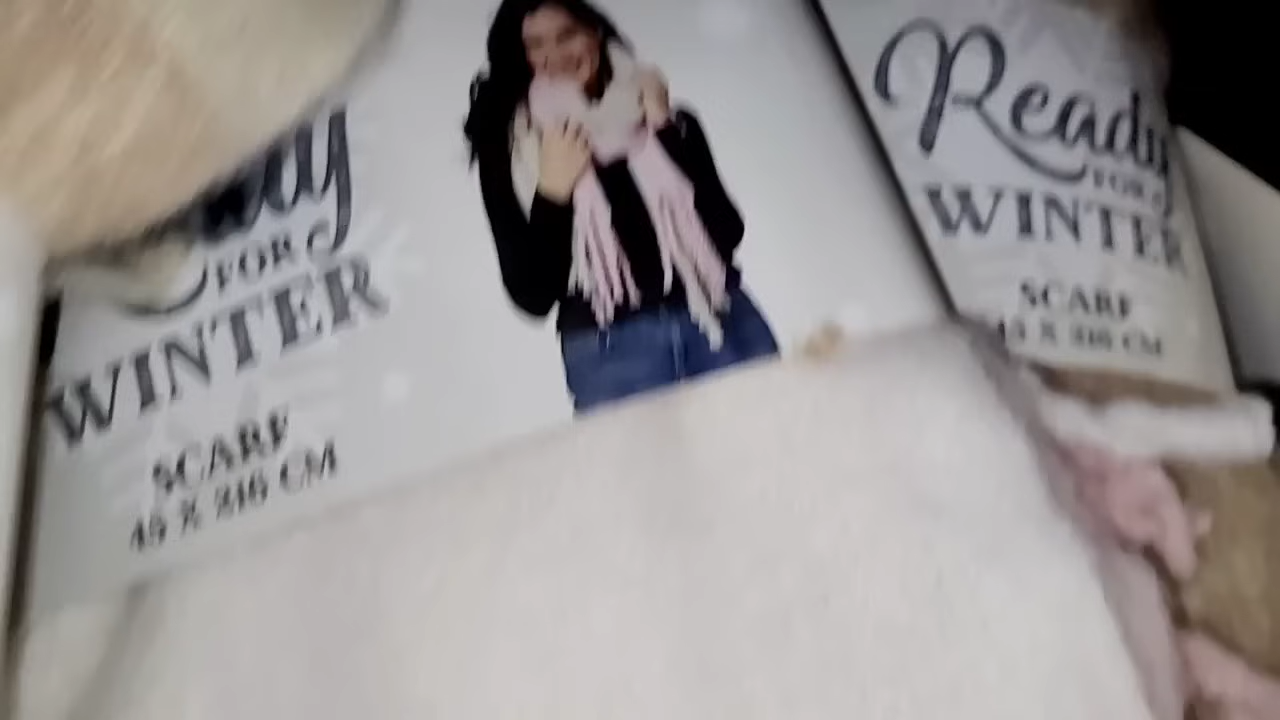 FOR
WINTER
SCARF
45 X 216 CM
Ready
FOR
WINTER
SCARF